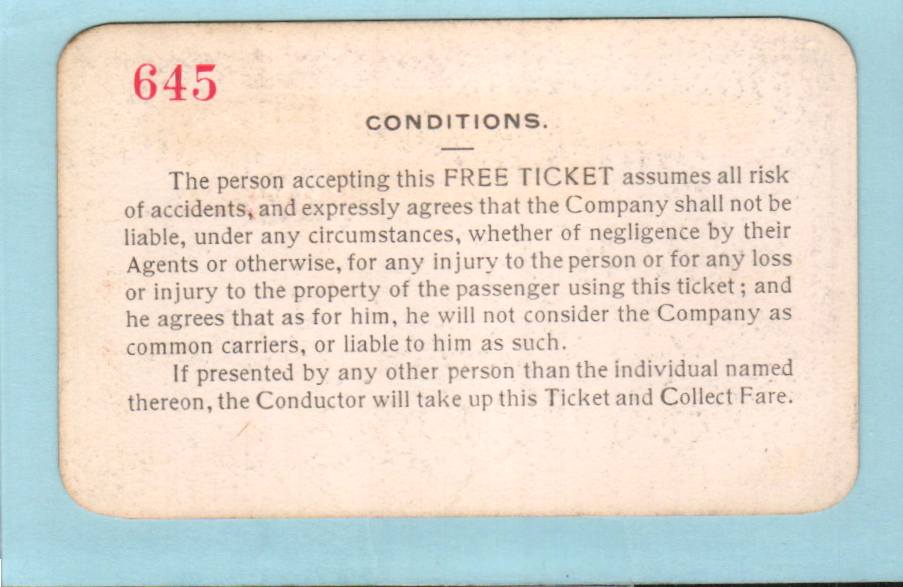 645
CONDITIONS.
The person accepting this FREE TICKET assumes all risk
of accidents, and expressly agrees that the Company shall not be
liable, under any circumstances, whether of negligence by their
Agents or otherwise, for any injury to the person or for any loss
or injury to the property of the passenger using this ticket; and
he agrees that as for him, he will not consider the Company as
common carriers, or liable to him as such.
If presented by any other person than the individual named
thereon, the Conductor will take up this Ticket and Collect Fare.